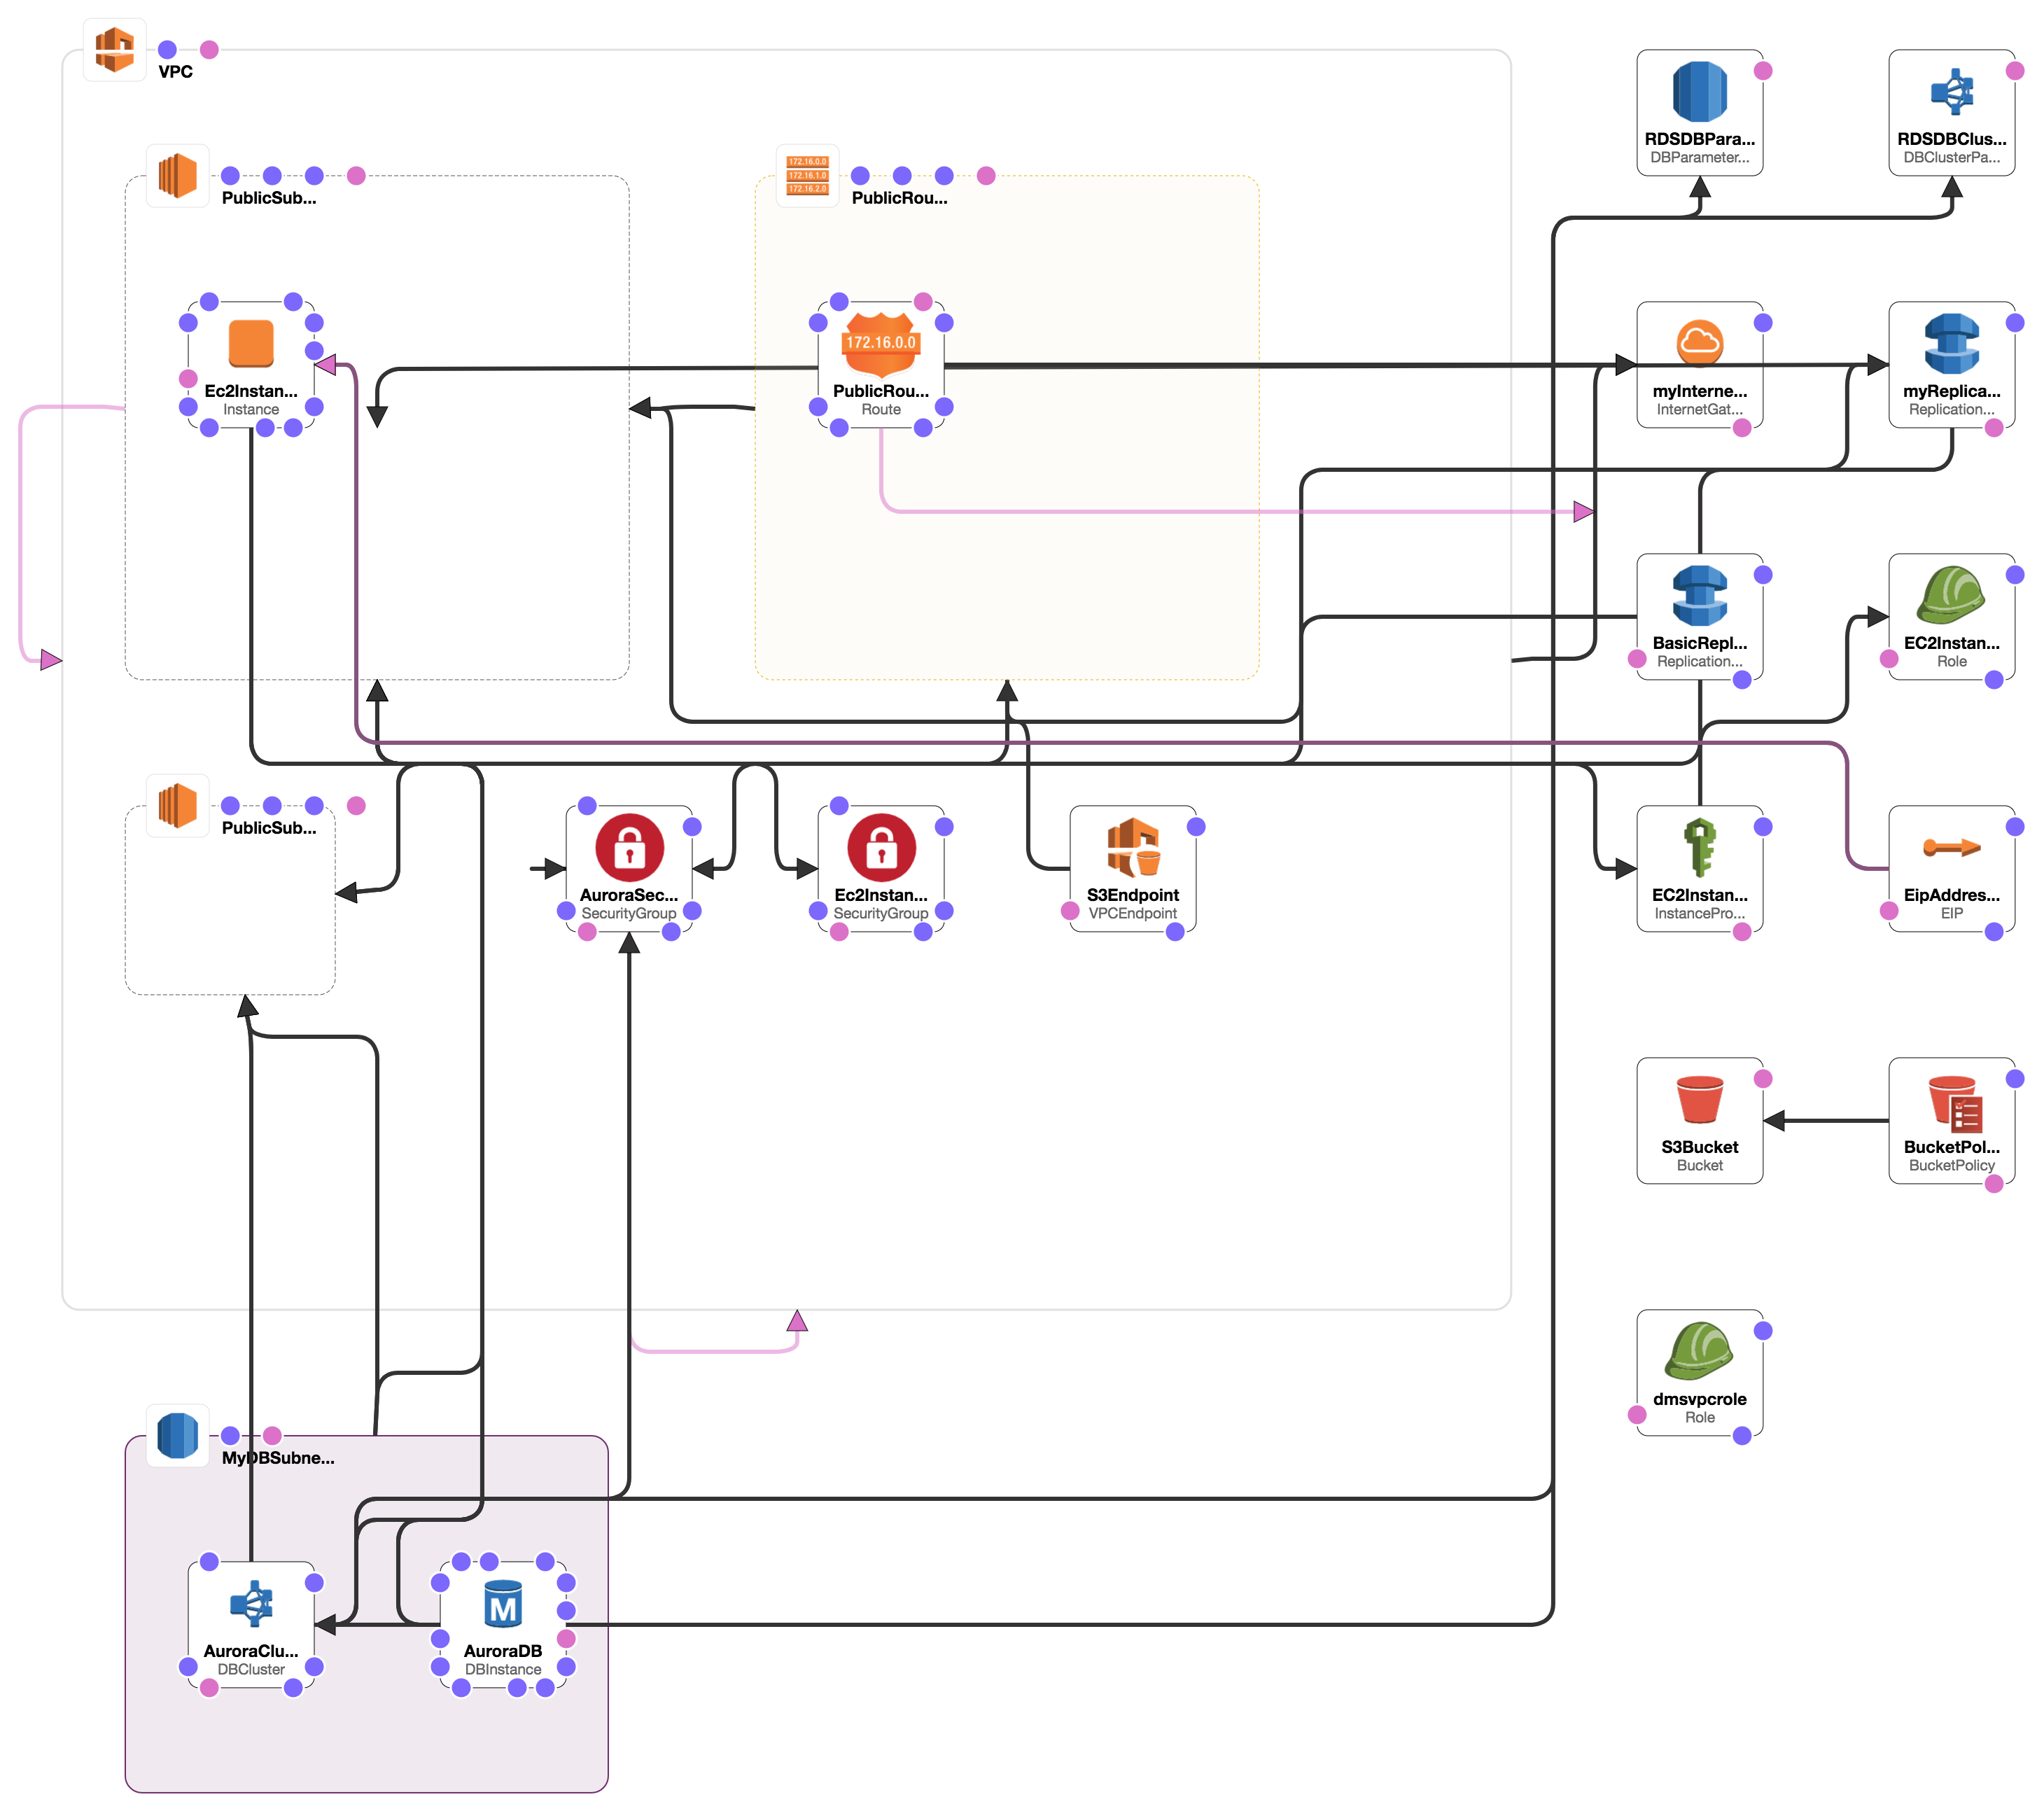 VPC
RDSDBPara...
DBParameter...
RDSDBClus...
DBClusterPa...
PublicSub...
172.16.0.0
172.16.1.0
172.16.2.0
PublicRou...
Ec2Instan...
Instance
172.16.0.0
PublicRou...
Route
myInterne...
InternetGat...
myReplica...
Replication...
BasicRepl...
Replication...
EC2Instan...
Role
PublicSub...
AuroraSec...
SecurityGroup
Ec2Instan...
SecurityGroup
S3Endpoint
VPCEndpoint
EC2Instan...
InstancePro...
EipAddres...
EIP
S3Bucket
Bucket
BucketPol...
BucketPolicy
dmsvpcrole
Role
MyDBSubne...
AuroraClu...
DBCluster
M
AuroraDB
DBInstance